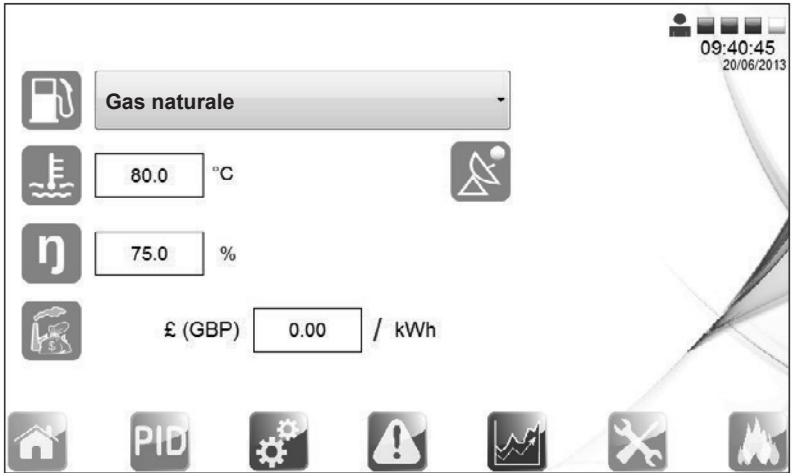 09:40:45
20/06/2013
Gas naturale
80.0 °C
η 75.0 %
$
£ (GBP) 0.00 / kWh
PID